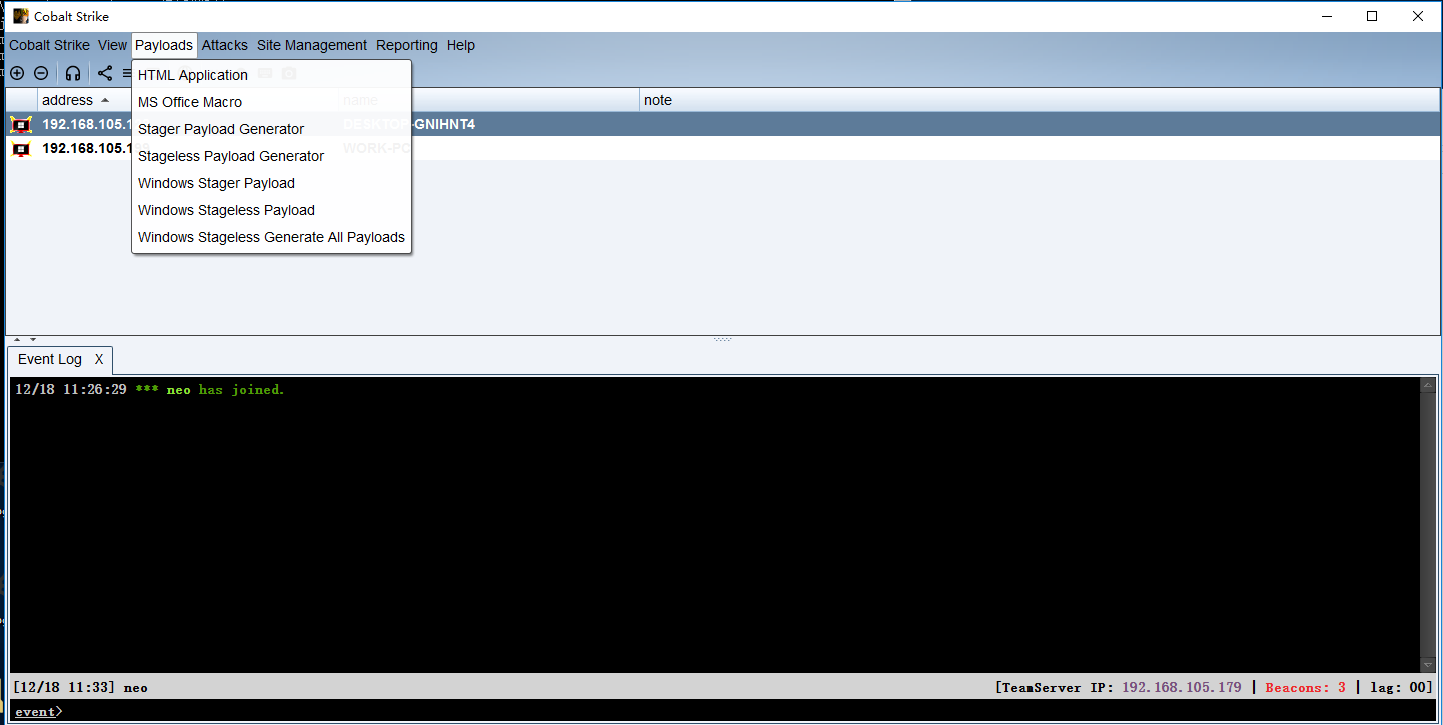 Cobalt Strike
Cobalt Strike View Payloads Attacks Site Management Reporting Help
HTML Application
MS Office Macro
Stager Payload Generator
Stageless Payload Generator
Windows Stager Payload
Windows Stageless Payload
Windows Stageless Generate All Payloads
address name note
192.168.105.1 DESKTOP-GNIHNT4
192.168.105.1 WORK-PC
Event Log X
12/18 11:26:29 *** neo has joined.
[12/18 11:33] neo [TeamServer IP: 192.168.105.179 | Beacons: 3 | lag: 00]
event>